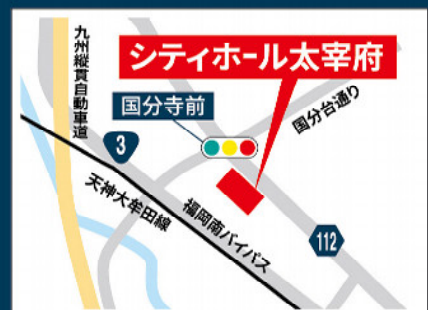 シティホール太宰府
九州縦貫自動車道
国分寺前
国分台通り
3
天神大牟田線
福岡南バイパス
112